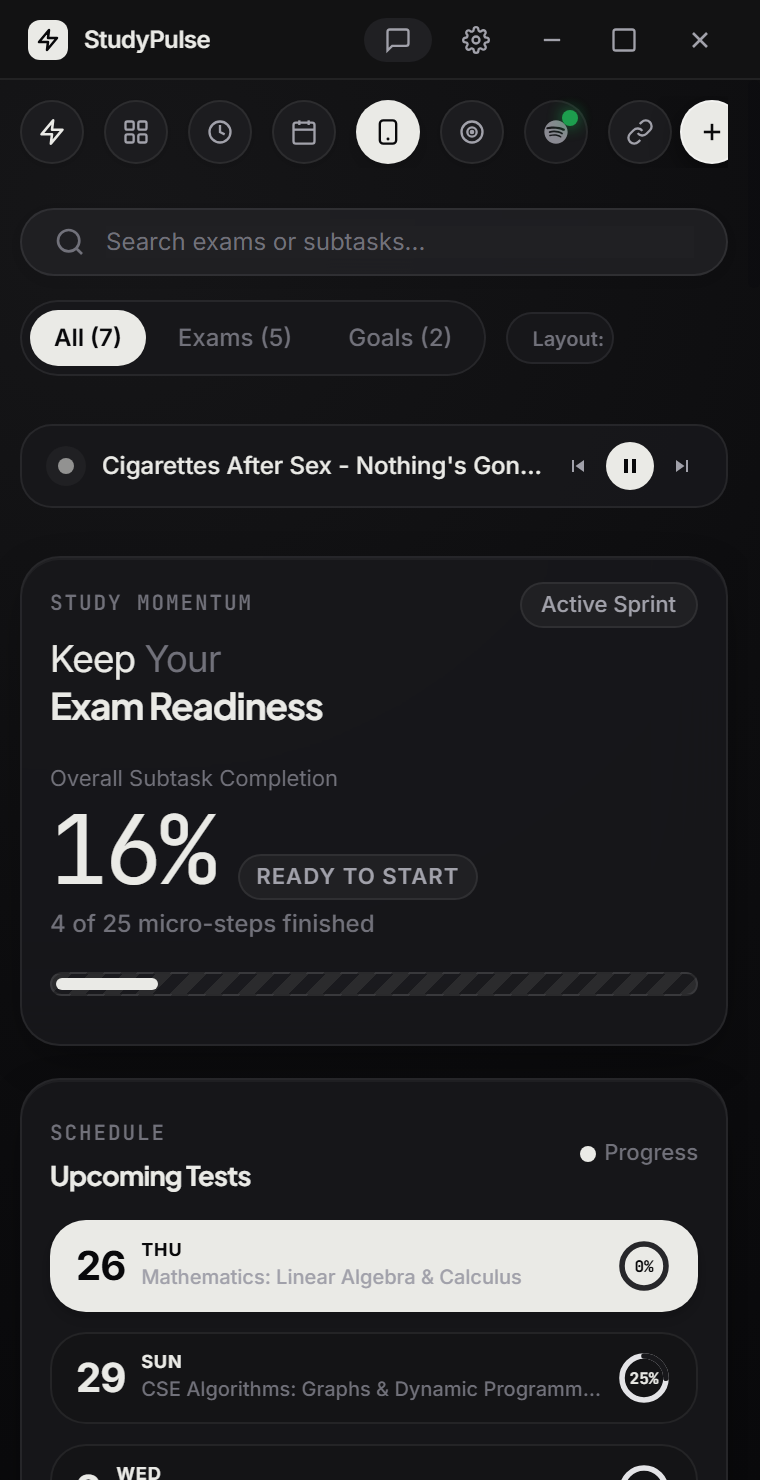 StudyPulse
Search exams or subtasks...
All (7) Exams (5) Goals (2) Layout:
Cigarettes After Sex - Nothing's Gon...
STUDY MOMENTUM
Active Sprint
Keep Your
Exam Readiness
Overall Subtask Completion
16% READY TO START
4 of 25 micro-steps finished
SCHEDULE
Upcoming Tests
Progress
26 THU
Mathematics: Linear Algebra & Calculus
0%
29 SUN
CSE Algorithms: Graphs & Dynamic Programm...
25%
WED